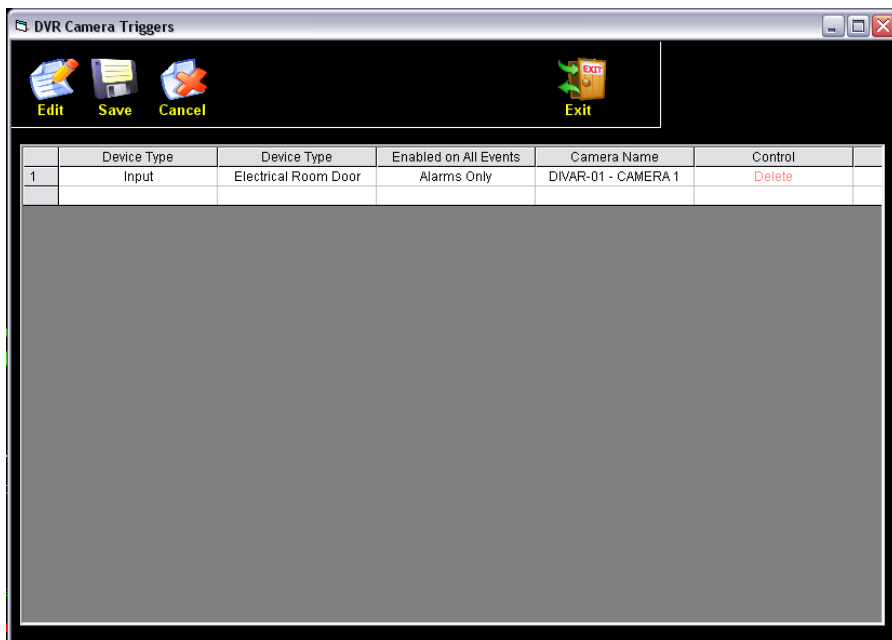 DVR Camera Triggers
EXIT
Edit Save Cancel Exit
Device Type Device Type Enabled on All Events Camera Name Control
1 Input Electrical Room Door Alarms Only DIVAR-01 - CAMERA 1 Delete